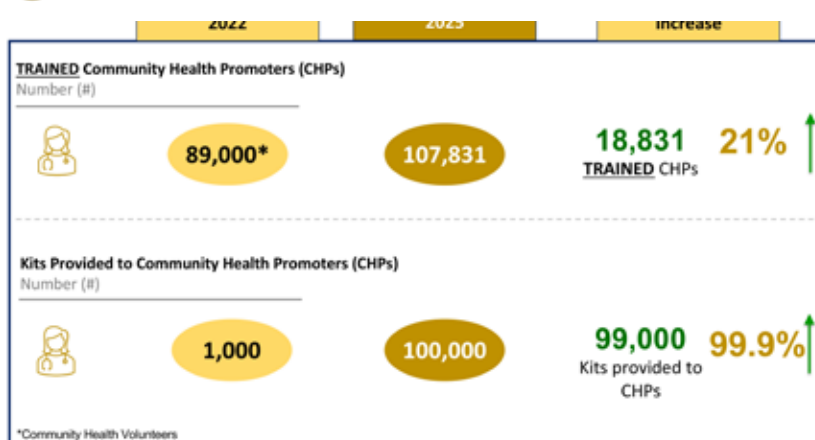 2022 2023 Increase
TRAINED Community Health Promoters (CHPs)
Number (#)
89,000* 107,831 18,831 21%
TRAINED CHPs
Kits Provided to Community Health Promoters (CHPs)
Number (#)
1,000 100,000 99,000 99.9%
Kits provided to
CHPs
*Community Health Volunteers